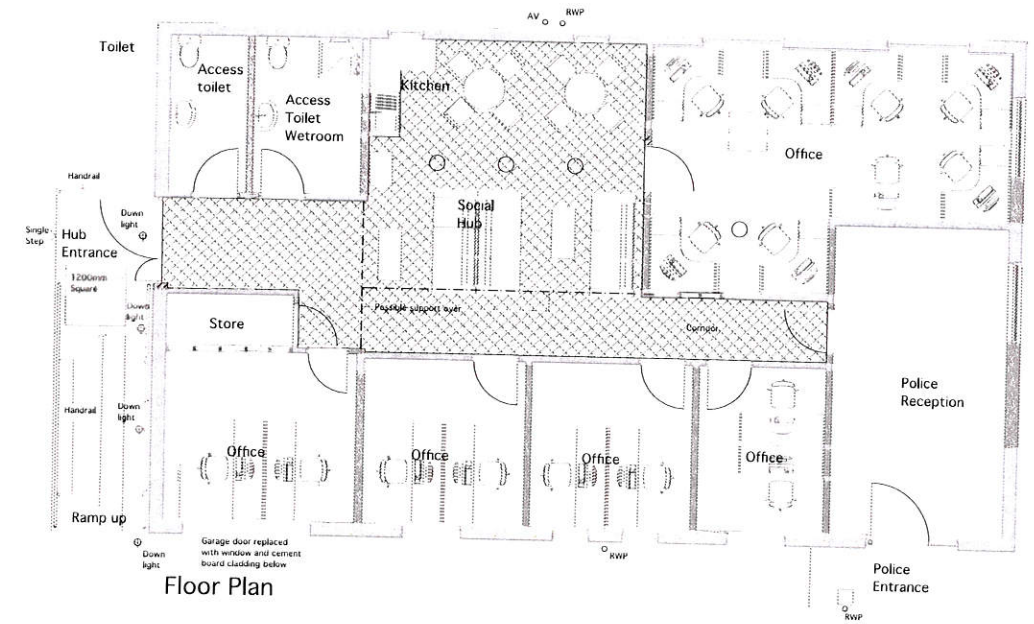 AV
RWP
Toilet
Access
toilet
Access
Toilet
Wetroom
Kitchen
Office
Handrail
Down
light
Single
Step
Hub
Entrance
Social
Hub
1200mm
Square
Down
light
Store
Possible support over
Corridor
Police
Reception
Handrail
Down
light
Office
Office
Office
Office
Ramp up
Down
light
Garage door replaced
with window and cement
board cladding below
RWP
Floor Plan
Police
Entrance
RWP